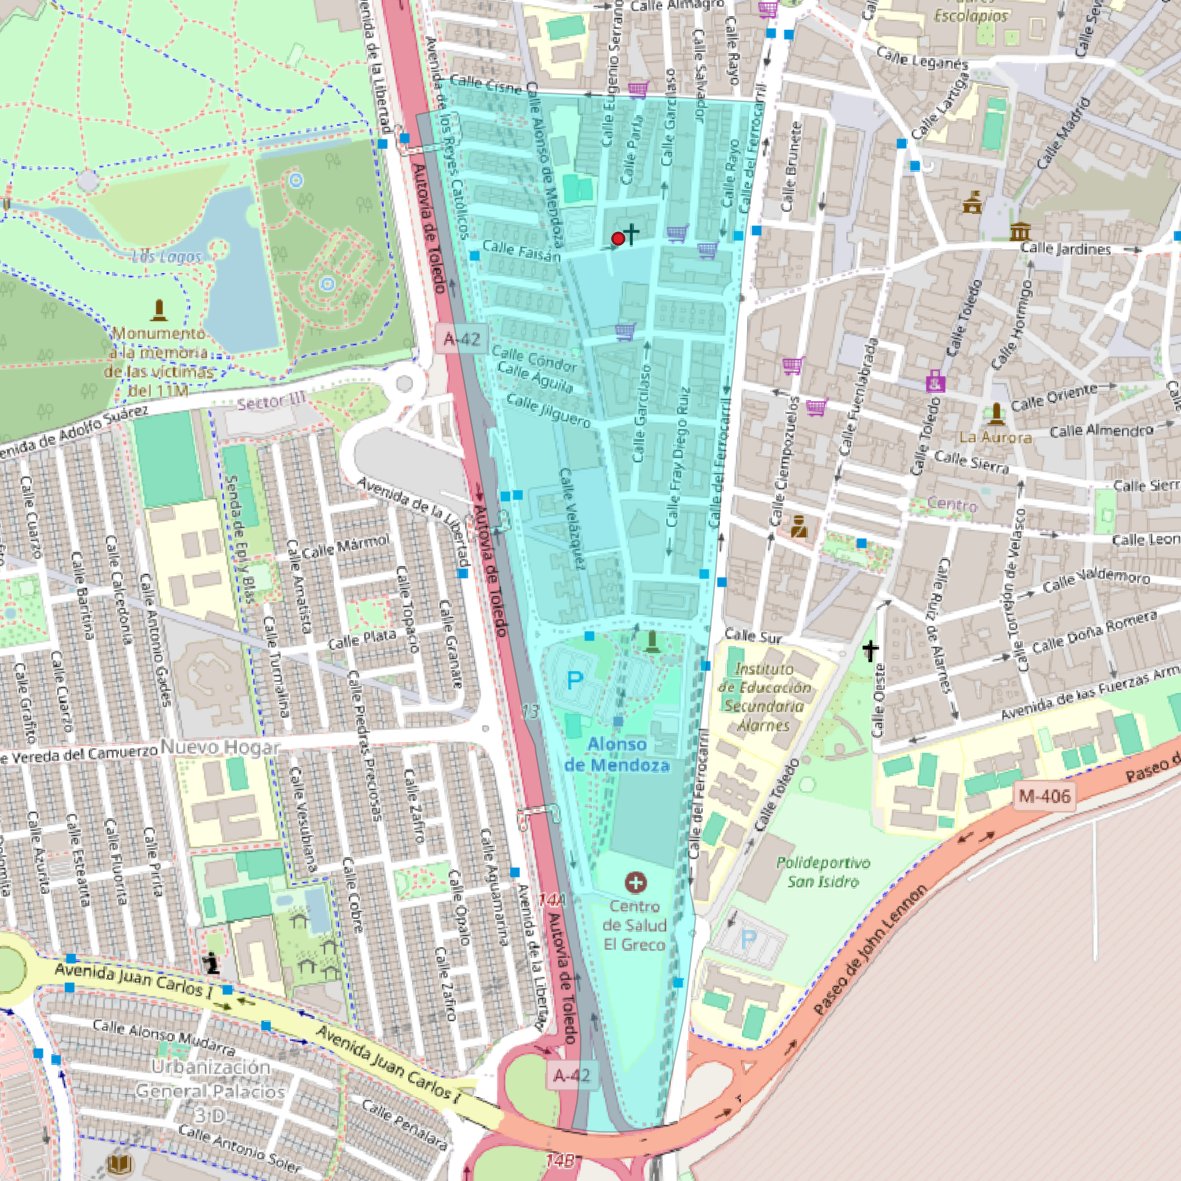 Calle Almagro
Padres
Escolapios
Calle Leganés
Calle Lartiga
Calle Madrid
Calle Sev
Avenida de la Libertad
Avenida de los Reyes Católicos
Calle Cisne
Calle Alonso de Mendoza
Calle Eugenio Serrano
Calle Parla
Calle Garcilaso
Calle Salvador
Calle Rayo
Calle Rayo
Calle del Ferrocarril
Calle Brunete
Autovía de Toledo
Calle Faisán
Calle Jardines
Los Lagos
Monumento
a la memoria
de las víctimas
del 11M
A-42
Calle Cóndor
Calle Águila
Calle Jilguero
Calle Garcilaso
Calle Fray Diego Ruiz
Calle del Ferrocarril
Calle Ciempozuelos
Calle Fuenlabrada
Calle Toledo
Calle Hormigo
Calle Toledo
Calle Oriente
La Aurora
Calle Almendro
Calle Sierra
Calle Sierr
Centro
Calle Leon
Sector III
enida de Adolfo Suárez
Avenida de la Libertad
Autovía de Toledo
Calle Velázquez
Senda de Epi y Blas
Calle Mármol
Calle Cuarzo
Calle Baritina
Calle Calcedonia
Calle Antonio Gades
Calle Amatista
Calle Topacio
Calle Granate
Calle Plata
Calle Turmalina
Calle Grafito
Calle Cuarzo
Calle Piedras Preciosas
Calle Sur
Calle Valdemoro
Calle Torrejón de Velasco
Calle Ruiz de Alarnes
Calle Doña Romera
Calle Oeste
Avenida de las Fuerzas Arm
Instituto
de Educación
Secundaria
Alarnes
P
13
Alonso
de Mendoza
e Vereda del Camuerzo
Nuevo Hogar
Calle del Ferrocarril
Calle Toledo
M-406
Paseo d
Calle Vesubiana
Calle Zafiro
Calle Azurita
Calle Esteatita
Calle Fluorita
Calle Pirita
Calle Cobre
Calle Ópalo
Calle Aguamarina
Calle Zafiro
Avenida de la Libertad
14A
Autovía de Toledo
Centro
de Salud
El Greco
Polideportivo
San Isidro
P
Paseo de John Lennon
Avenida Juan Carlos I
Avenida Juan Carlos I
Calle Alonso Mudarra
Urbanización
General Palacios
3 D
Calle Antonio Soler
Calle Peñalara
A-42
14B